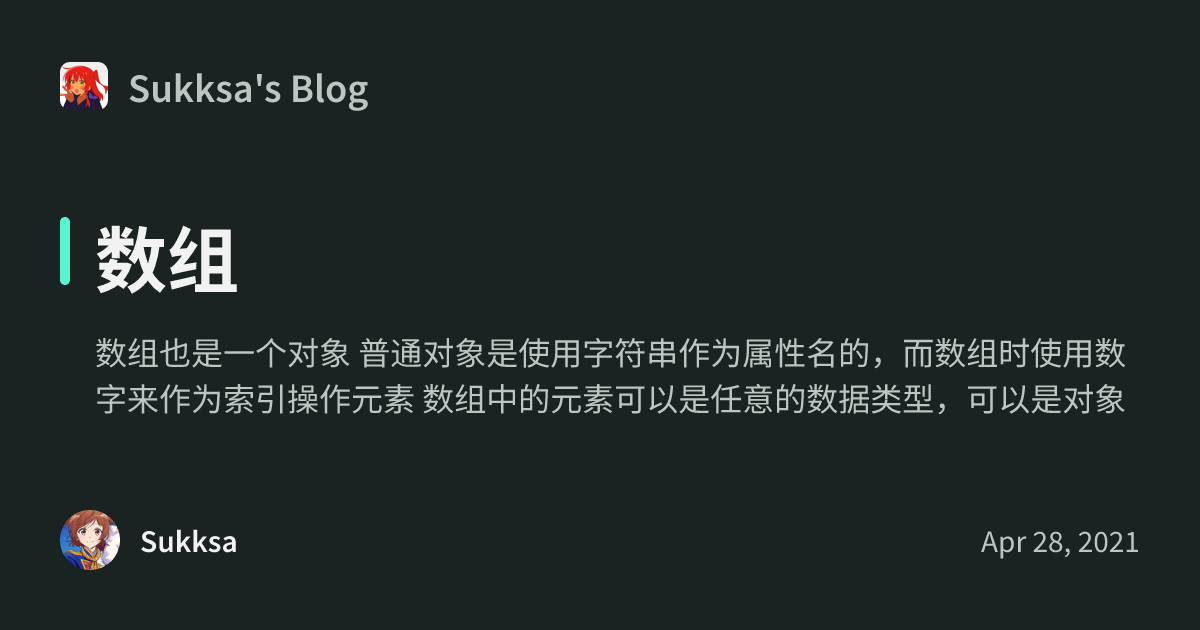 Sukksa's Blog
数组
数组也是一个对象 普通对象是使用字符串作为属性名的，而数组时使用数
字来作为索引操作元素 数组中的元素可以是任意的数据类型，可以是对象
Sukksa
Apr 28, 2021